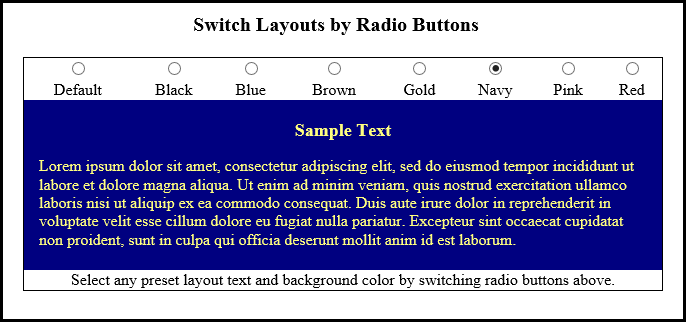 Switch Layouts by Radio Buttons
Default Black Blue Brown Gold Navy Pink Red
Sample Text
Lorem ipsum dolor sit amet, consectetur adipiscing elit, sed do eiusmod tempor incididunt ut
labore et dolore magna aliqua. Ut enim ad minim veniam, quis nostrud exercitation ullamco
laboris nisi ut aliquip ex ea commodo consequat. Duis aute irure dolor in reprehenderit in
voluptate velit esse cillum dolore eu fugiat nulla pariatur. Excepteur sint occaecat cupidatat
non proident, sunt in culpa qui officia deserunt mollit anim id est laborum.
Select any preset layout text and background color by switching radio buttons above.